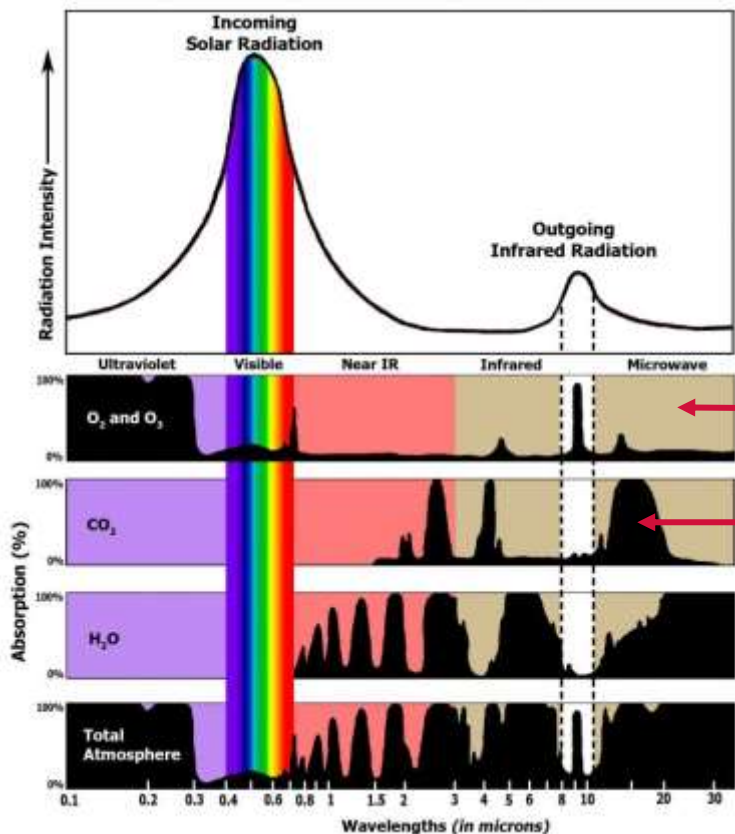 Incoming
Solar Radiation
Radiation Intensity
Outgoing
Infrared Radiation
Ultraviolet Visible Near IR Infrared Microwave
Absorption (%)
100%
O₂ and O₃
0%
100%
CO₂
0%
100%
H₂O
0%
100%
Total
Atmosphere
0%
0.1 0.2 0.3 0.4 0.6 0.8 1 1.5 2 3 4 5 6 8 10 20 30
Wavelengths (in microns)